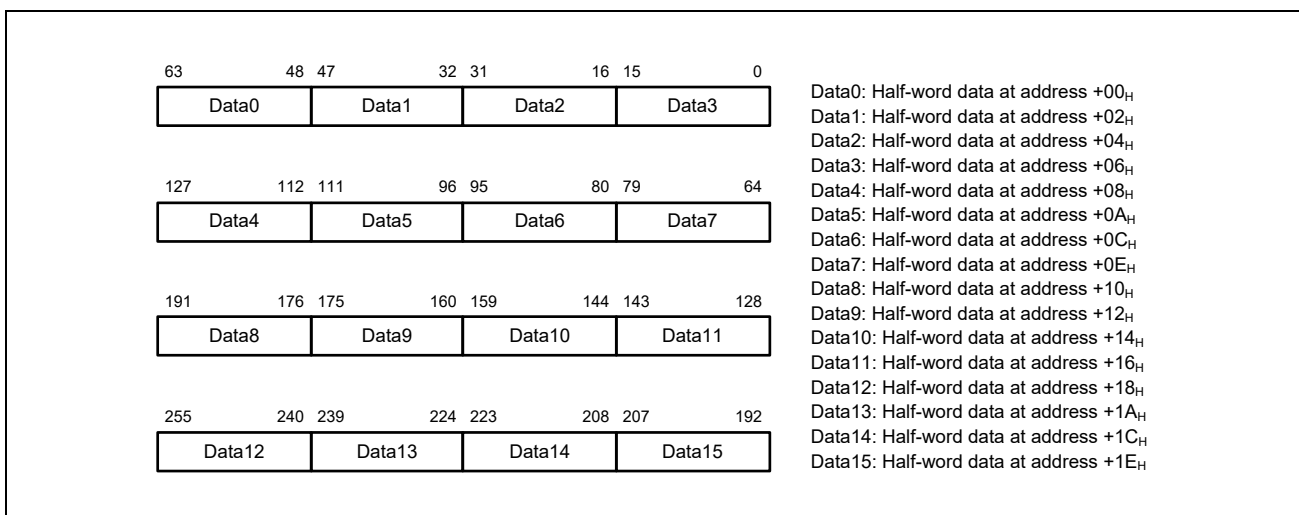 63 48 47 32 31 16 15 0
Data0 Data1 Data2 Data3
127 112 111 96 95 80 79 64
Data4 Data5 Data6 Data7
191 176 175 160 159 144 143 128
Data8 Data9 Data10 Data11
255 240 239 224 223 208 207 192
Data12 Data13 Data14 Data15
Data0: Half-word data at address +00H
Data1: Half-word data at address +02H
Data2: Half-word data at address +04H
Data3: Half-word data at address +06H
Data4: Half-word data at address +08H
Data5: Half-word data at address +0AH
Data6: Half-word data at address +0CH
Data7: Half-word data at address +0EH
Data8: Half-word data at address +10H
Data9: Half-word data at address +12H
Data10: Half-word data at address +14H
Data11: Half-word data at address +16H
Data12: Half-word data at address +18H
Data13: Half-word data at address +1AH
Data14: Half-word data at address +1CH
Data15: Half-word data at address +1EH